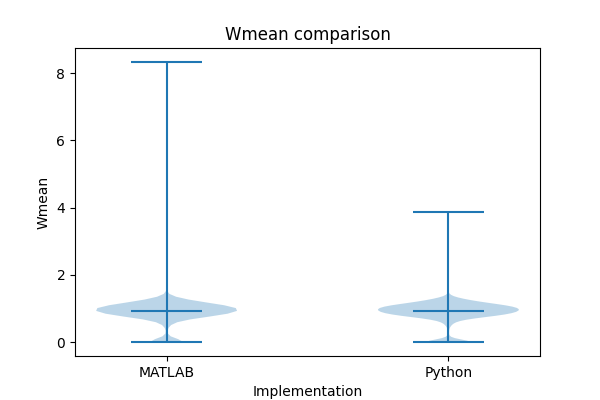 Wmean comparison
8
6
4
2
0
Wmean
MATLAB
Python
Implementation